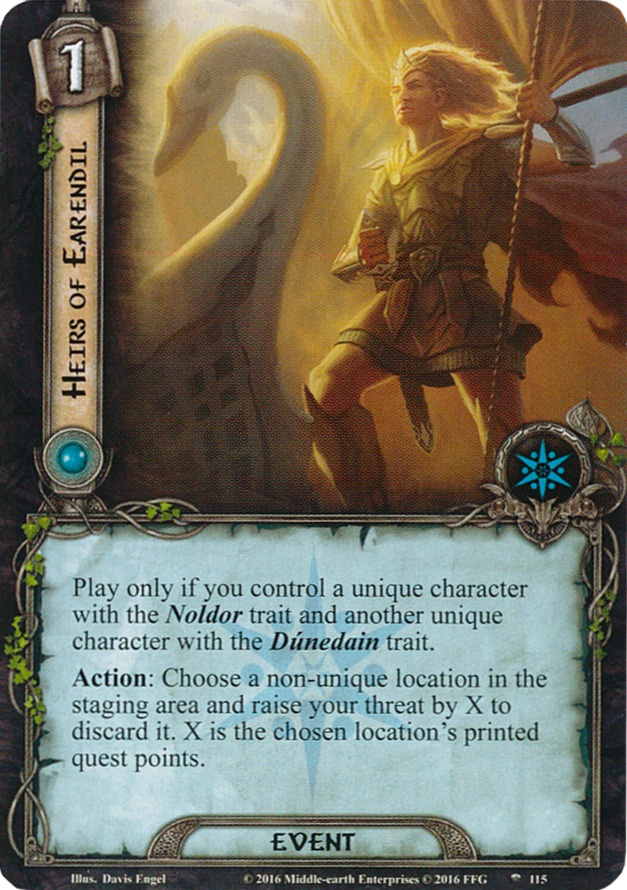 1
HEIRS OF EARENDIL
Play only if you control a unique character
with the Noldor trait and another unique
character with the Dúnedain trait.
Action: Choose a non-unique location in the
staging area and raise your threat by X to
discard it. X is the chosen location's printed
quest points.
EVENT
Illus. Davis Engel © 2016 Middle-earth Enterprises © 2016 FFG 115